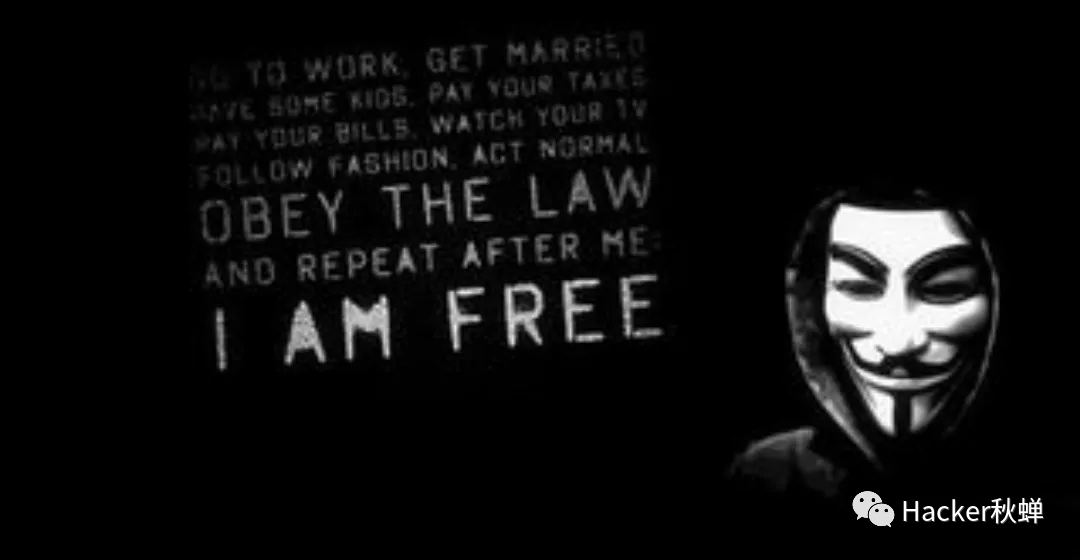 GO TO WORK, GET MARRIED
HAVE SOME KIDS, PAY YOUR TAXES
PAY YOUR BILLS, WATCH YOUR TV
FOLLOW FASHION, ACT NORMAL
OBEY THE LAW
AND REPEAT AFTER ME:
I AM FREE
Hacker秋蝉